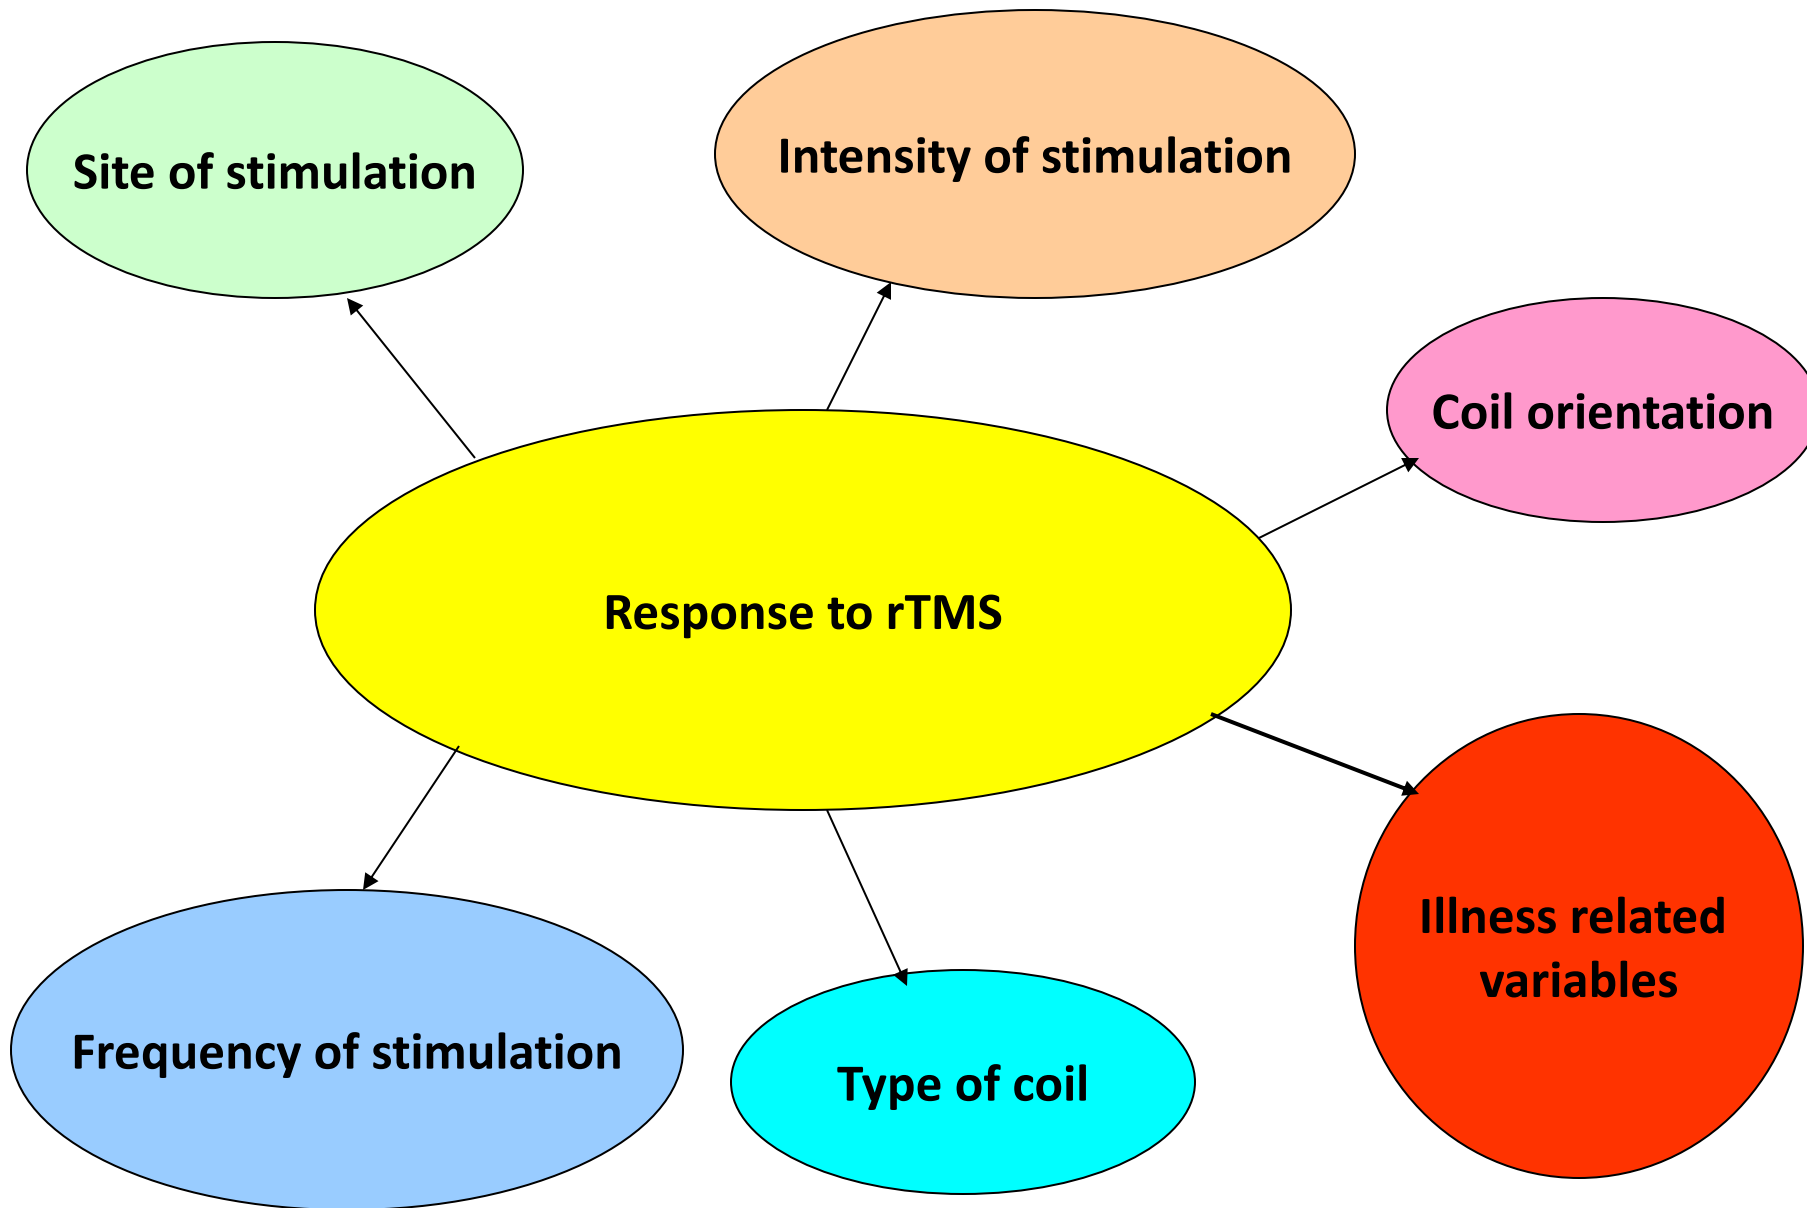 Site of stimulation
Intensity of stimulation
Coil orientation
Response to rTMS
Illness related
variables
Frequency of stimulation
Type of coil